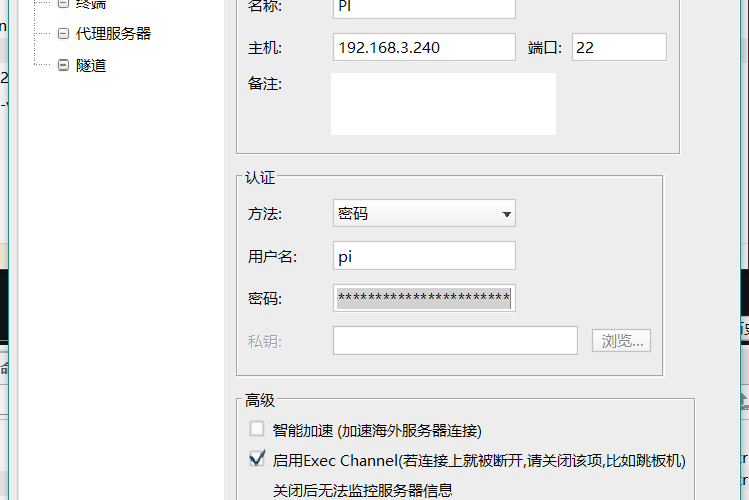 终端
代理服务器
隧道
名称: PI
主机: 192.168.3.240 端口: 22
备注:
认证
方法: 密码
用户名: pi
密码: ***********************
私钥: 浏览...
高级
智能加速 (加速海外服务器连接)
启用Exec Channel(若连接上就被断开,请关闭该项,比如跳板机)
关闭后无法监控服务器信息